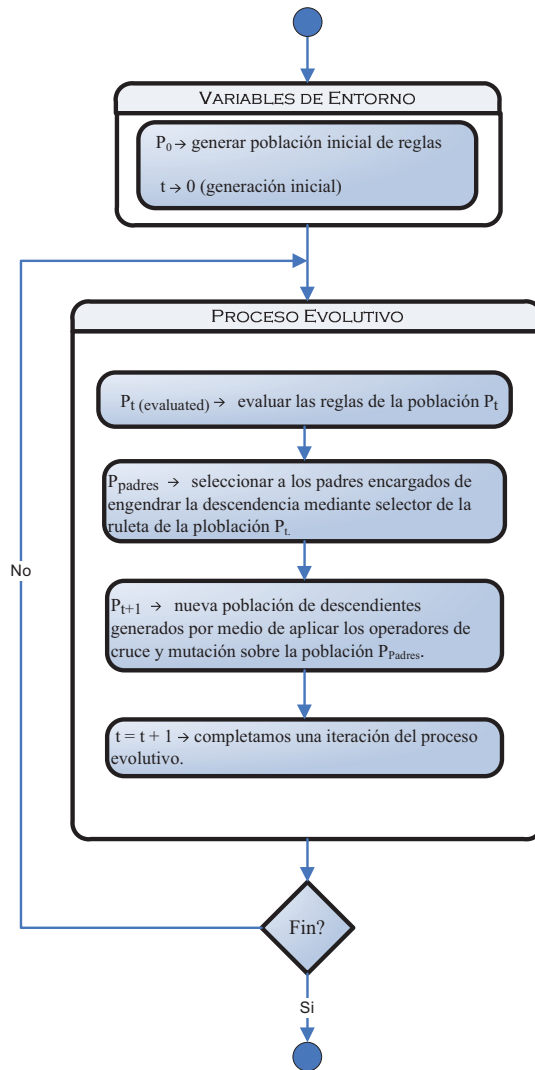 VARIABLES DE ENTORNO
P0 → generar población inicial de reglas
t → 0 (generación inicial)
PROCESO EVOLUTIVO
Pt (evaluated) → evaluar las reglas de la población Pt
Ppadres → seleccionar a los padres encargados de
engendrar la descendencia mediante selector de la
ruleta de la ploblación Pt.
No
Pt+1 → nueva población de descendientes
generados por medio de aplicar los operadores de
cruce y mutación sobre la población PPadres.
t = t + 1 → completamos una iteración del proceso
evolutivo.
Fin?
Si